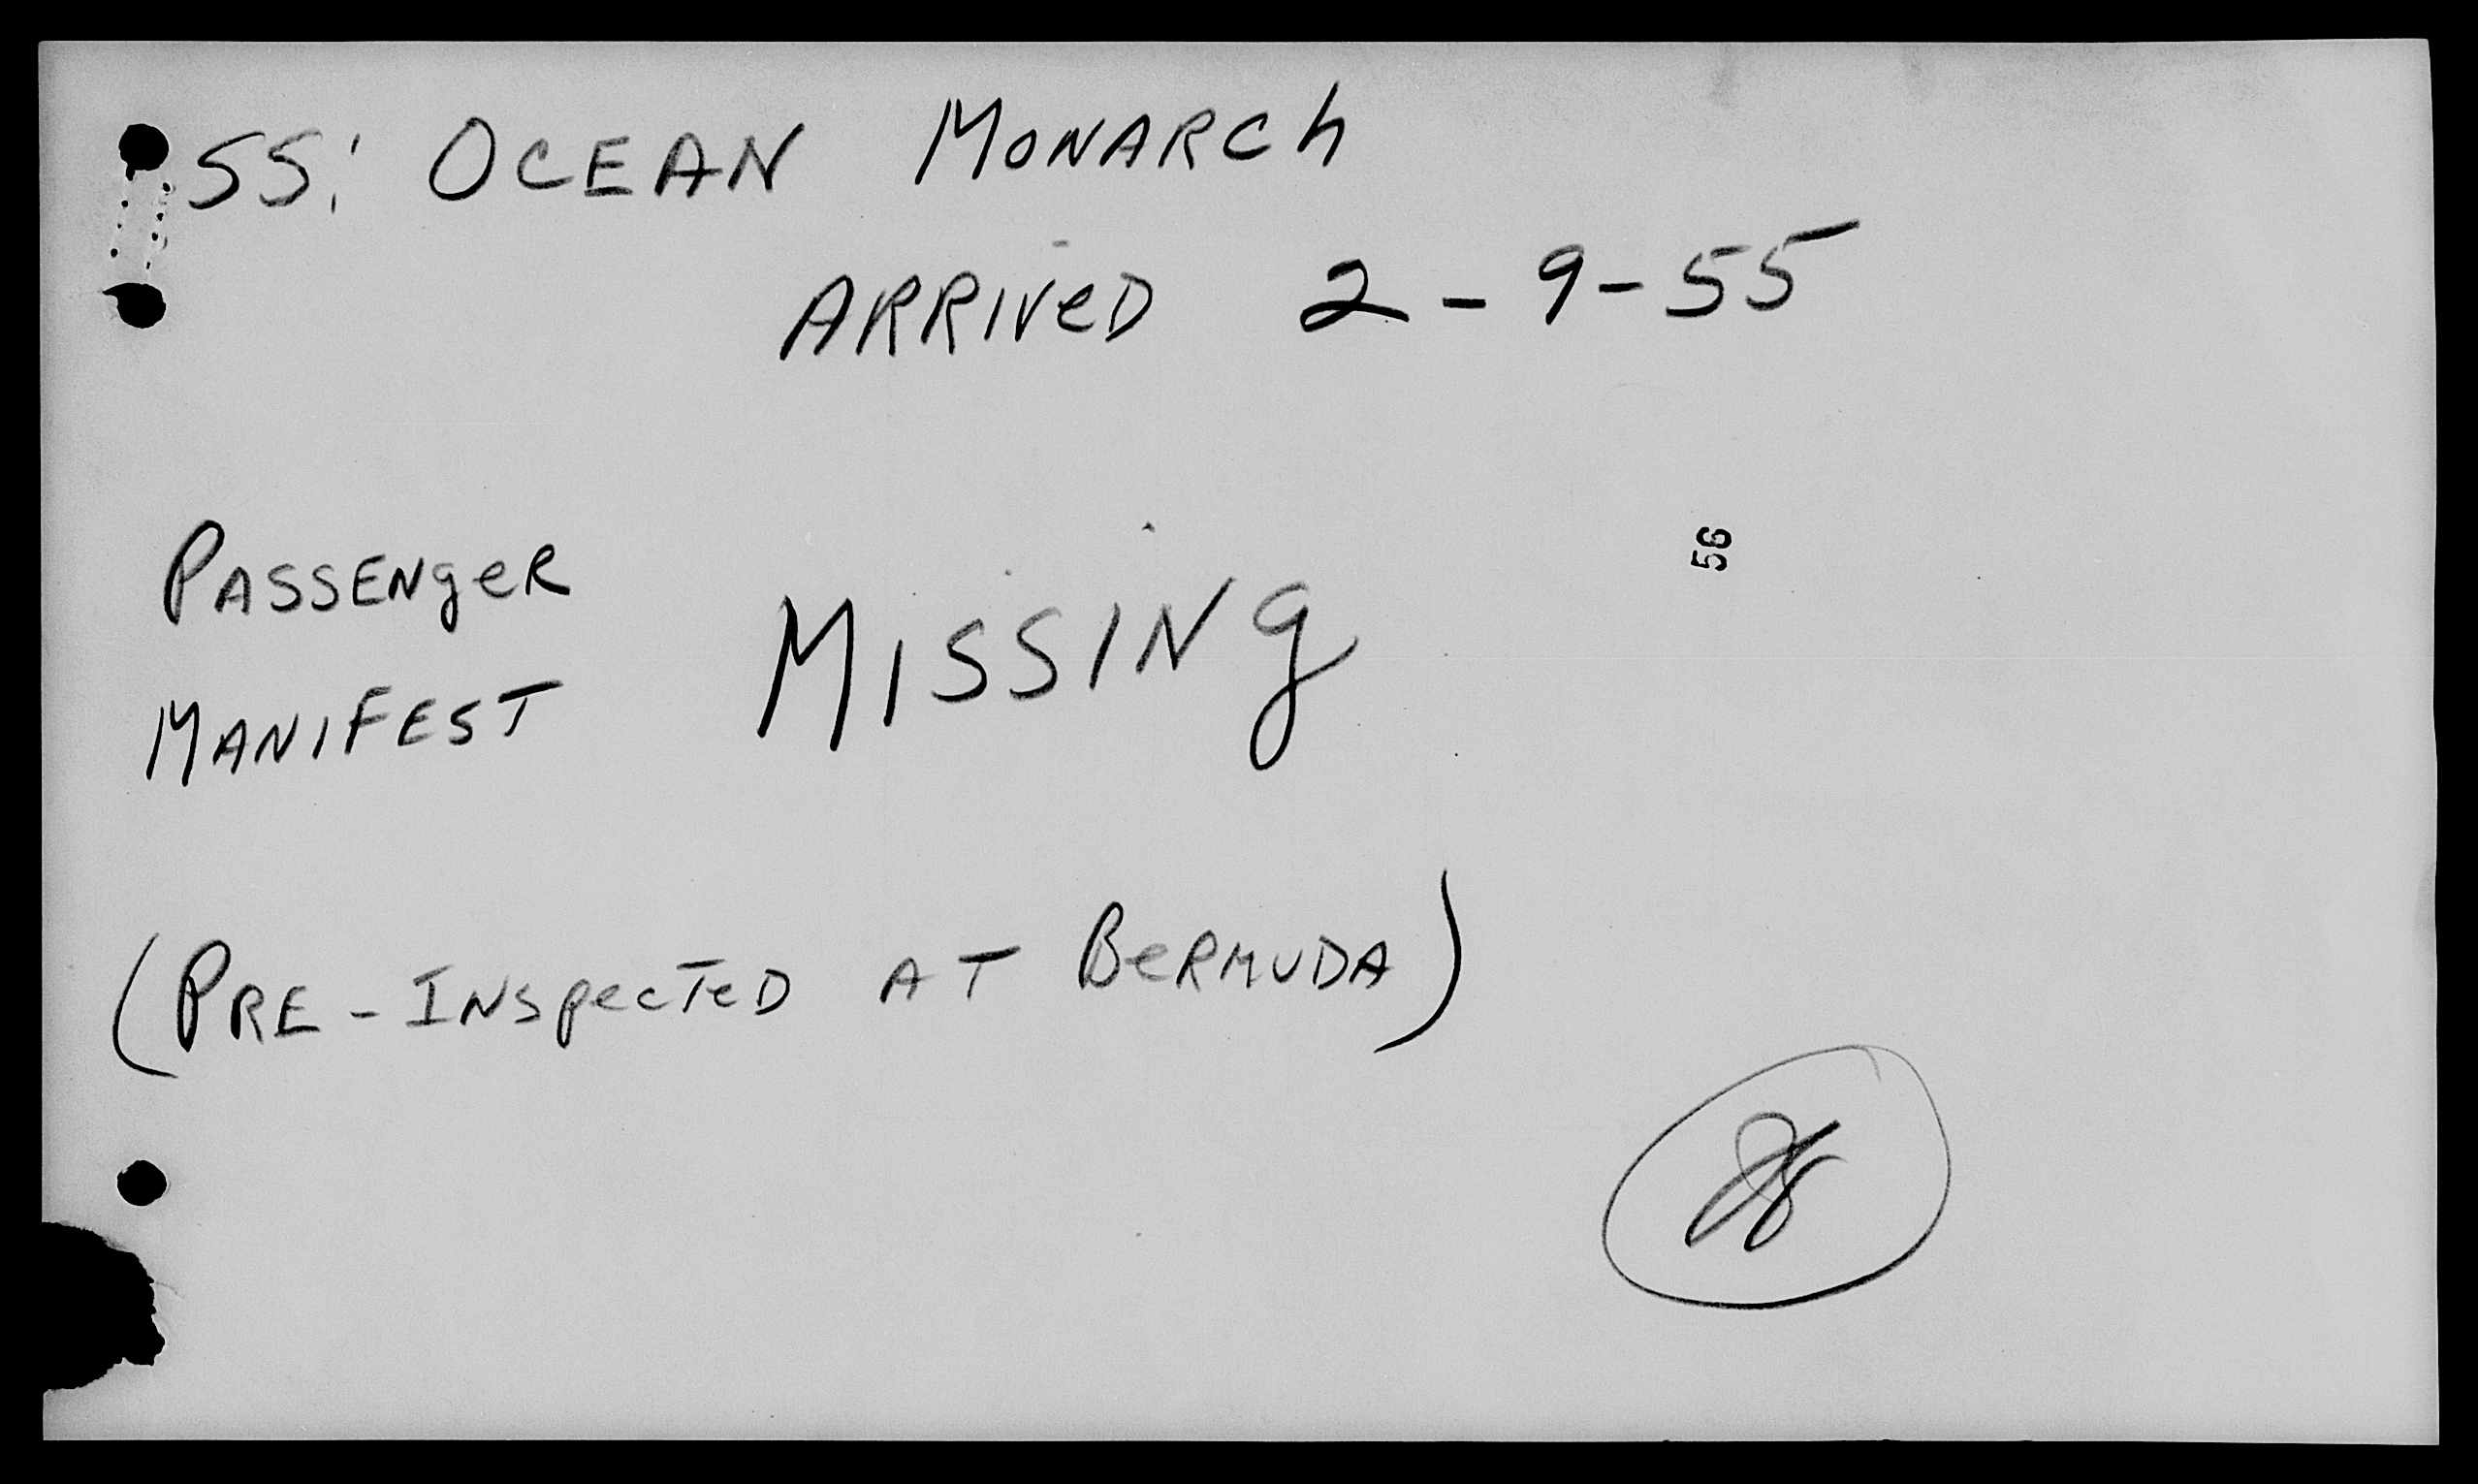 SS: OCEAN MONARCh
ARRIVeD 2-9-55
56
PASSENgeR
MISSINg
MANIFEST
(PRE-INSpecTeD AT BeRMUDA)